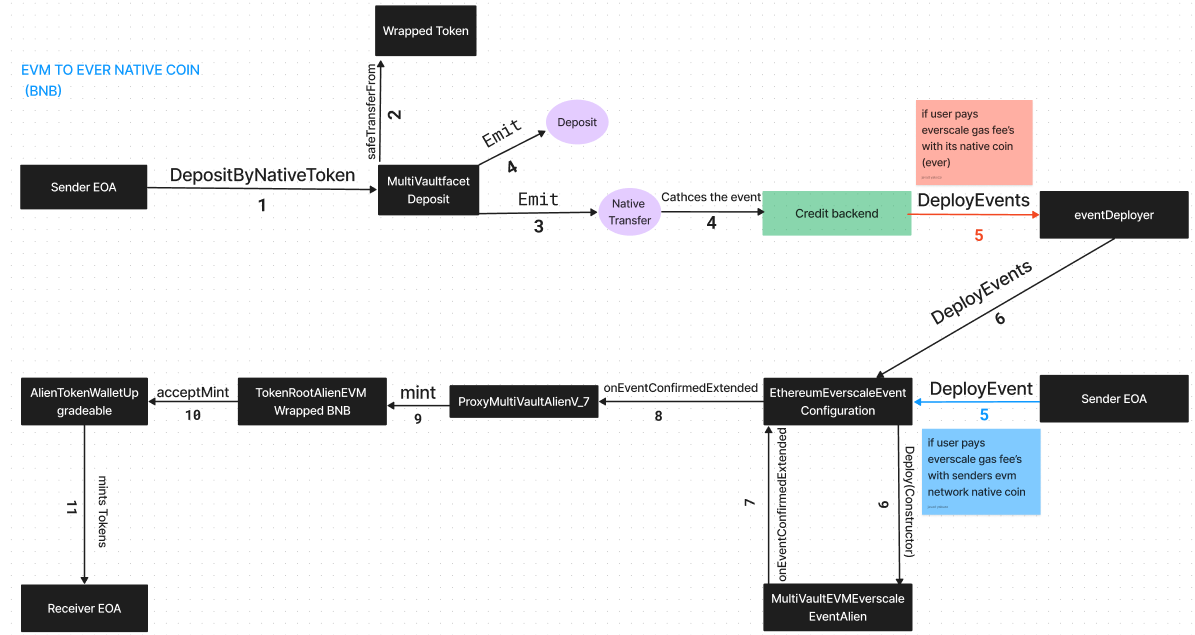 Wrapped Token
EVM TO EVER NATIVE COIN
(BNB)
safeTransferFrom
2
Emit
Deposit
4
if user pays
everscale gas fee's
with its native coin
(ever)
Sender EOA
DepositByNativeToken
1
MultiVaultfacet
Deposit
Emit
3
Native
Transfer
Cathces the event
4
Credit backend
DeployEvents
5
eventDeployer
DeployEvents
6
AlienTokenWalletUp
gradeable
acceptMint
10
TokenRootAlienEVM
Wrapped BNB
mint
9
ProxyMultiVaultAlienV_7
onEventConfirmedExtended
8
EthereumEverscaleEvent
Configuration
DeployEvent
5
Sender EOA
if user pays
everscale gas fee's
with senders evm
network native coin
11
mints Tokens
7
onEventConfirmedExtended
6
Deploy(Constructor)
Receiver EOA
MultiVaultEVMEverscale
EventAlien